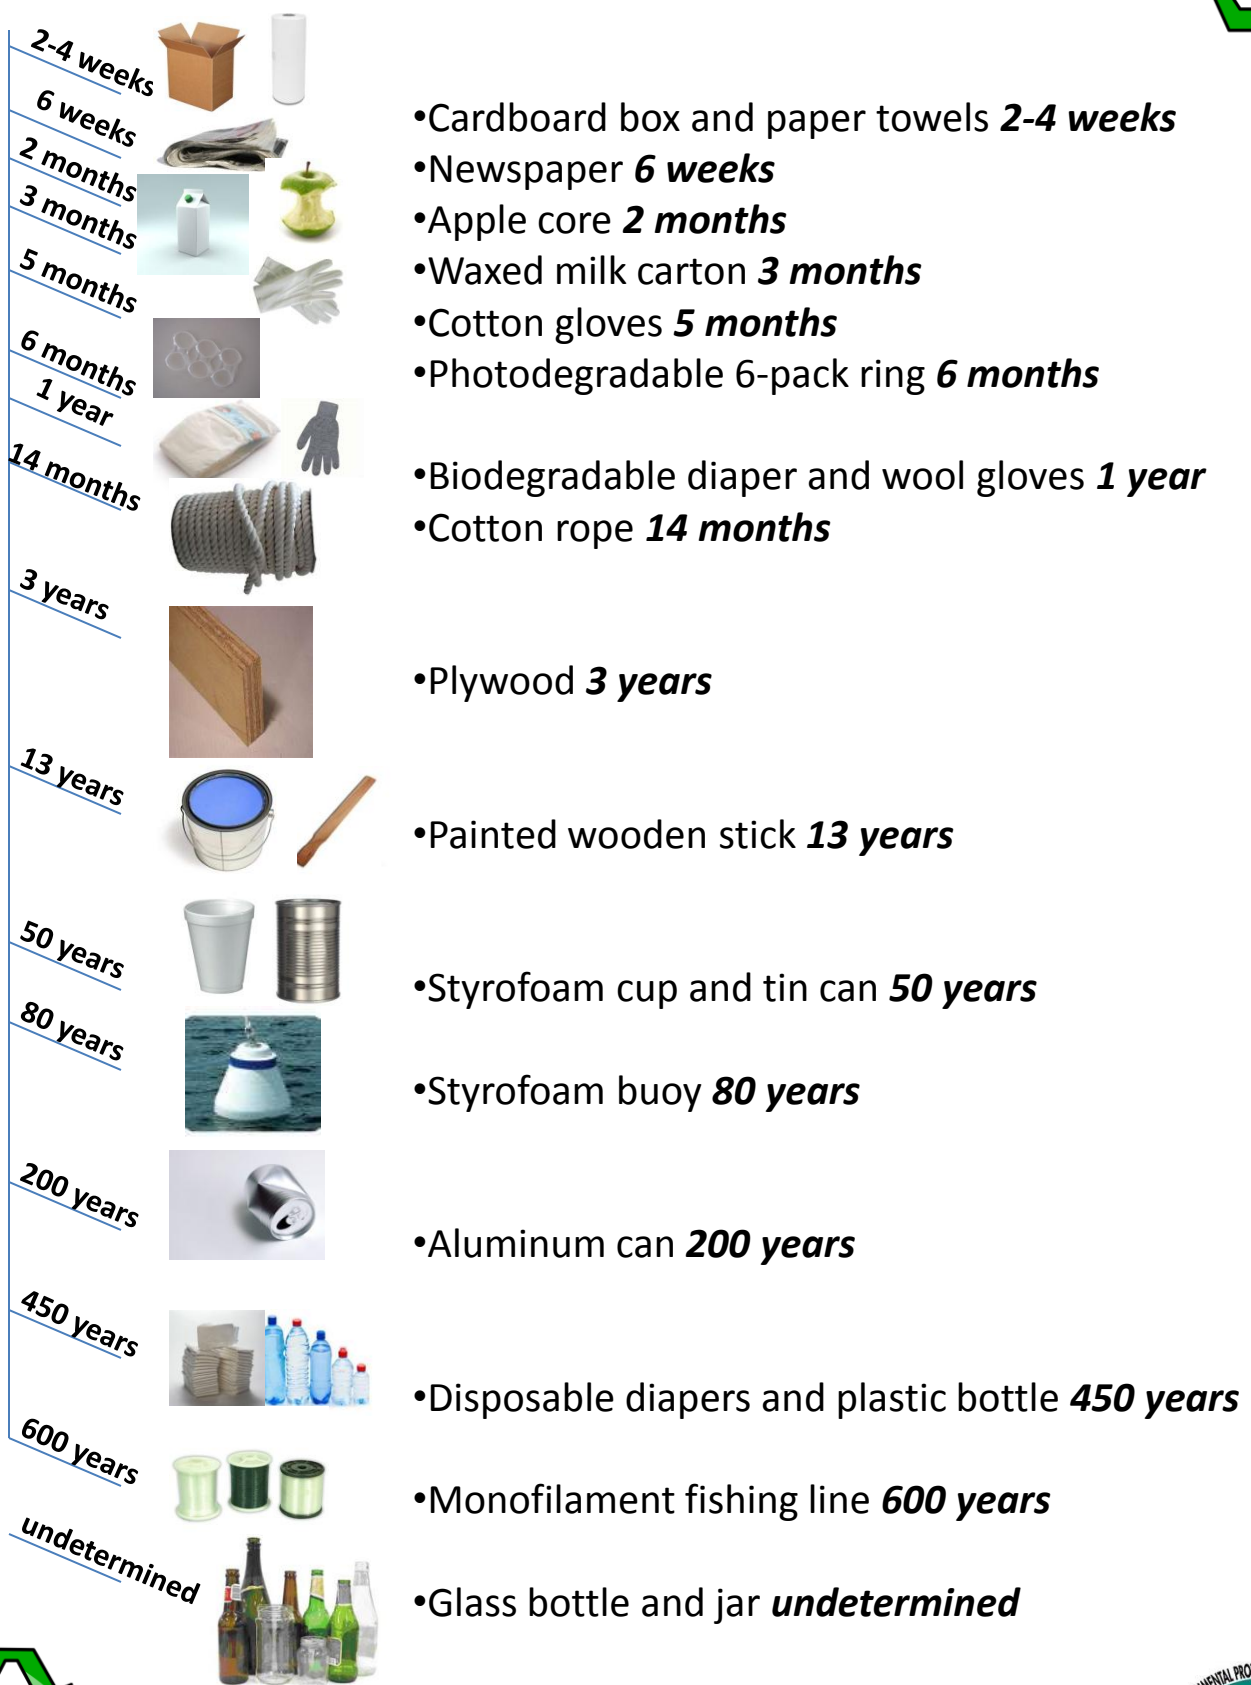 2-4 weeks
6 weeks
2 months
3 months
5 months
6 months
1 year
14 months
3 years
13 years
50 years
80 years
200 years
450 years
600 years
undetermined
•Cardboard box and paper towels 2-4 weeks
•Newspaper 6 weeks
•Apple core 2 months
•Waxed milk carton 3 months
•Cotton gloves 5 months
•Photodegradable 6-pack ring 6 months
•Biodegradable diaper and wool gloves 1 year
•Cotton rope 14 months
•Plywood 3 years
•Painted wooden stick 13 years
•Styrofoam cup and tin can 50 years
•Styrofoam buoy 80 years
•Aluminum can 200 years
•Disposable diapers and plastic bottle 450 years
•Monofilament fishing line 600 years
•Glass bottle and jar undetermined